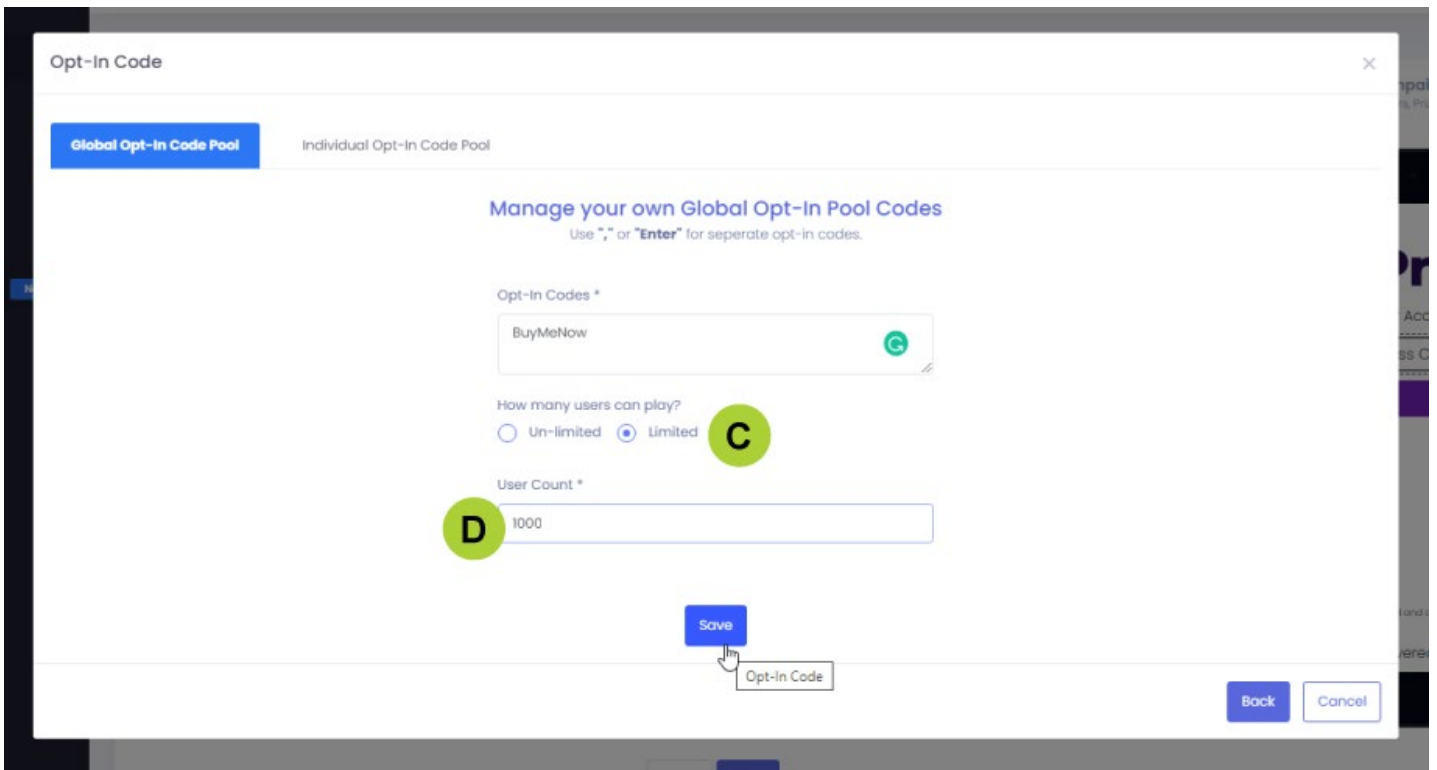 Opt-In Code
Global Opt-In Code Pool
Individual Opt-In Code Pool
Manage your own Global Opt-In Pool Codes
Use "," or "Enter" for seperate opt-in codes.
Opt-In Codes *
BuyMeNow
How many users can play?
Un-limited
Limited
C
User Count *
D
1000
Save
Opt-In Code
Back
Cancel